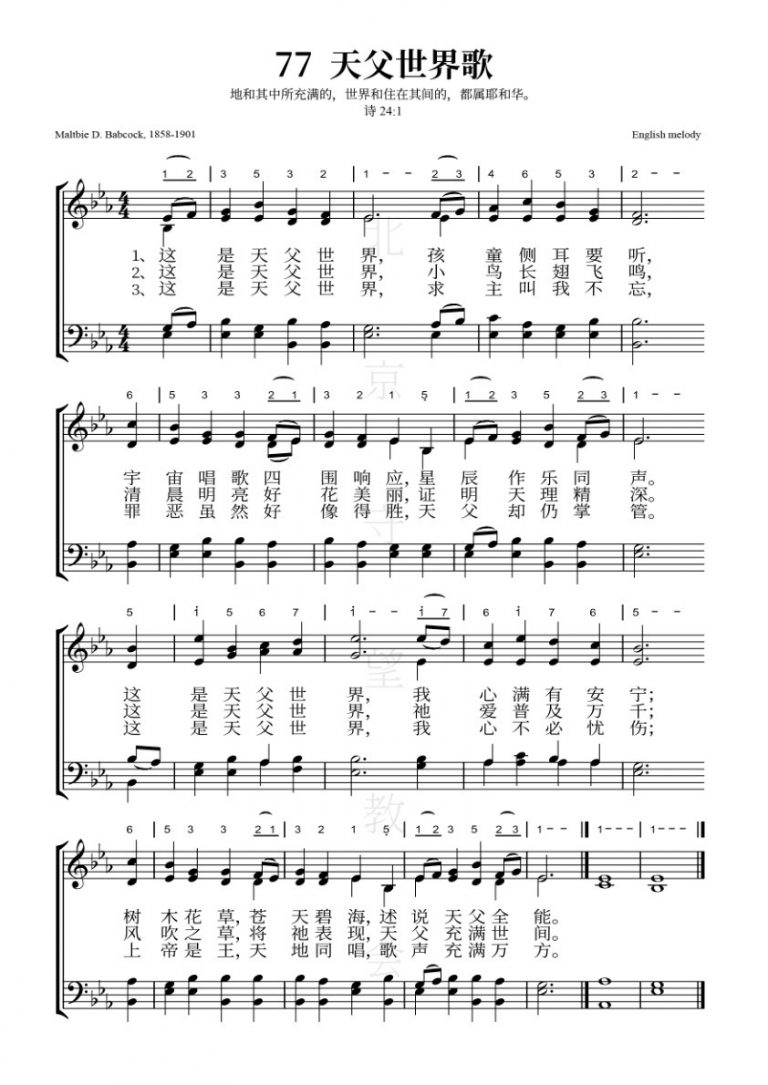 77 天父世界歌
地和其中所充满的，世界和住在其间的，都属耶和华。
诗 24:1
Maltbie D. Babcock, 1858-1901 English melody
1 2 | 3 5 3 2 | 1 - - 2 3 | 4 6 5 3 | 2 - -
1、这 是 天 父 世 界， 孩 童 侧 耳 要 听，
2、这 是 天 父 世 界， 小 鸟 长 翅 飞 鸣，
3、这 是 天 父 世 界， 求 主 叫 我 不 忘，
6 | 5 3 3 2 1 | 3 2 1 5 | 1 2 3 5 2 3 | 1 - -
宇 宙 唱 歌 四 围 响 应，星 辰 作 乐 同 声。
清 晨 明 亮 好 花 美 丽，证 明 天 理 精 深。
罪 恶 虽 然 好 像 得 胜，天 父 却 仍 掌 管。
5 | 1 5 6 7 | 1 - - 1 7 | 6 1 7 6 | 5 - -
这 是 天 父 世 界， 我 心 满 有 安 宁；
这 是 天 父 世 界， 祂 爱 普 及 万 千；
这 是 天 父 世 界， 我 心 不 必 忧 伤；
6 | 5 3 3 2 1 | 3 2 1 5 | 1 2 3 5 2 3 | 1 - - 1 - - - 1 - - -
树 木 花 草，苍 天 碧 海，述 说 天 父 全 能。
风 吹 之 草，将 祂 表 现，天 父 充 满 世 间。
上 帝 是 王，天 地 同 唱，歌 声 充 满 万 方。
北京守望教会